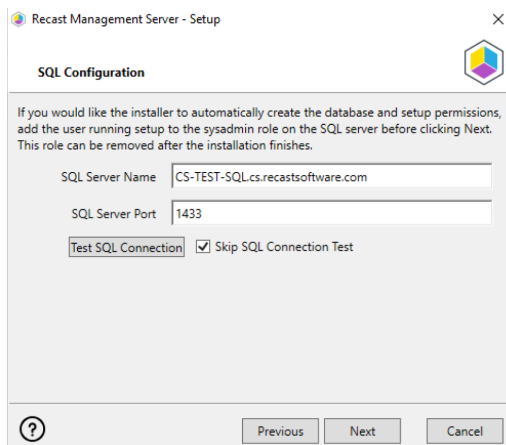 Recast Management Server - Setup
SQL Configuration
If you would like the installer to automatically create the database and setup permissions,
add the user running setup to the sysadmin role on the SQL server before clicking Next.
This role can be removed after the installation finishes.
SQL Server Name CS-TEST-SQL.cs.recastsoftware.com
SQL Server Port 1433
Test SQL Connection Skip SQL Connection Test
? Previous Next Cancel